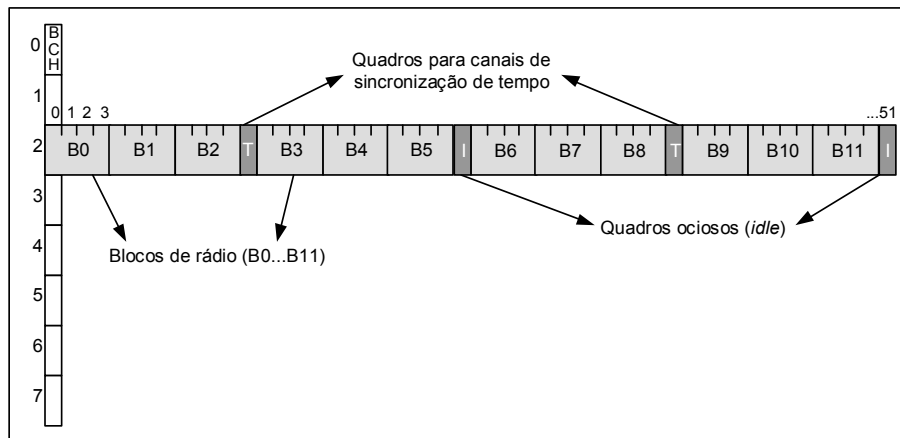 0
B
C
H
Quadros para canais de
sincronização de tempo
1
0 1 2 3
...51
2
B0 B1 B2 T B3 B4 B5 I B6 B7 B8 T B9 B10 B11 I
3
Quadros ociosos (idle)
4
Blocos de rádio (B0...B11)
5
6
7